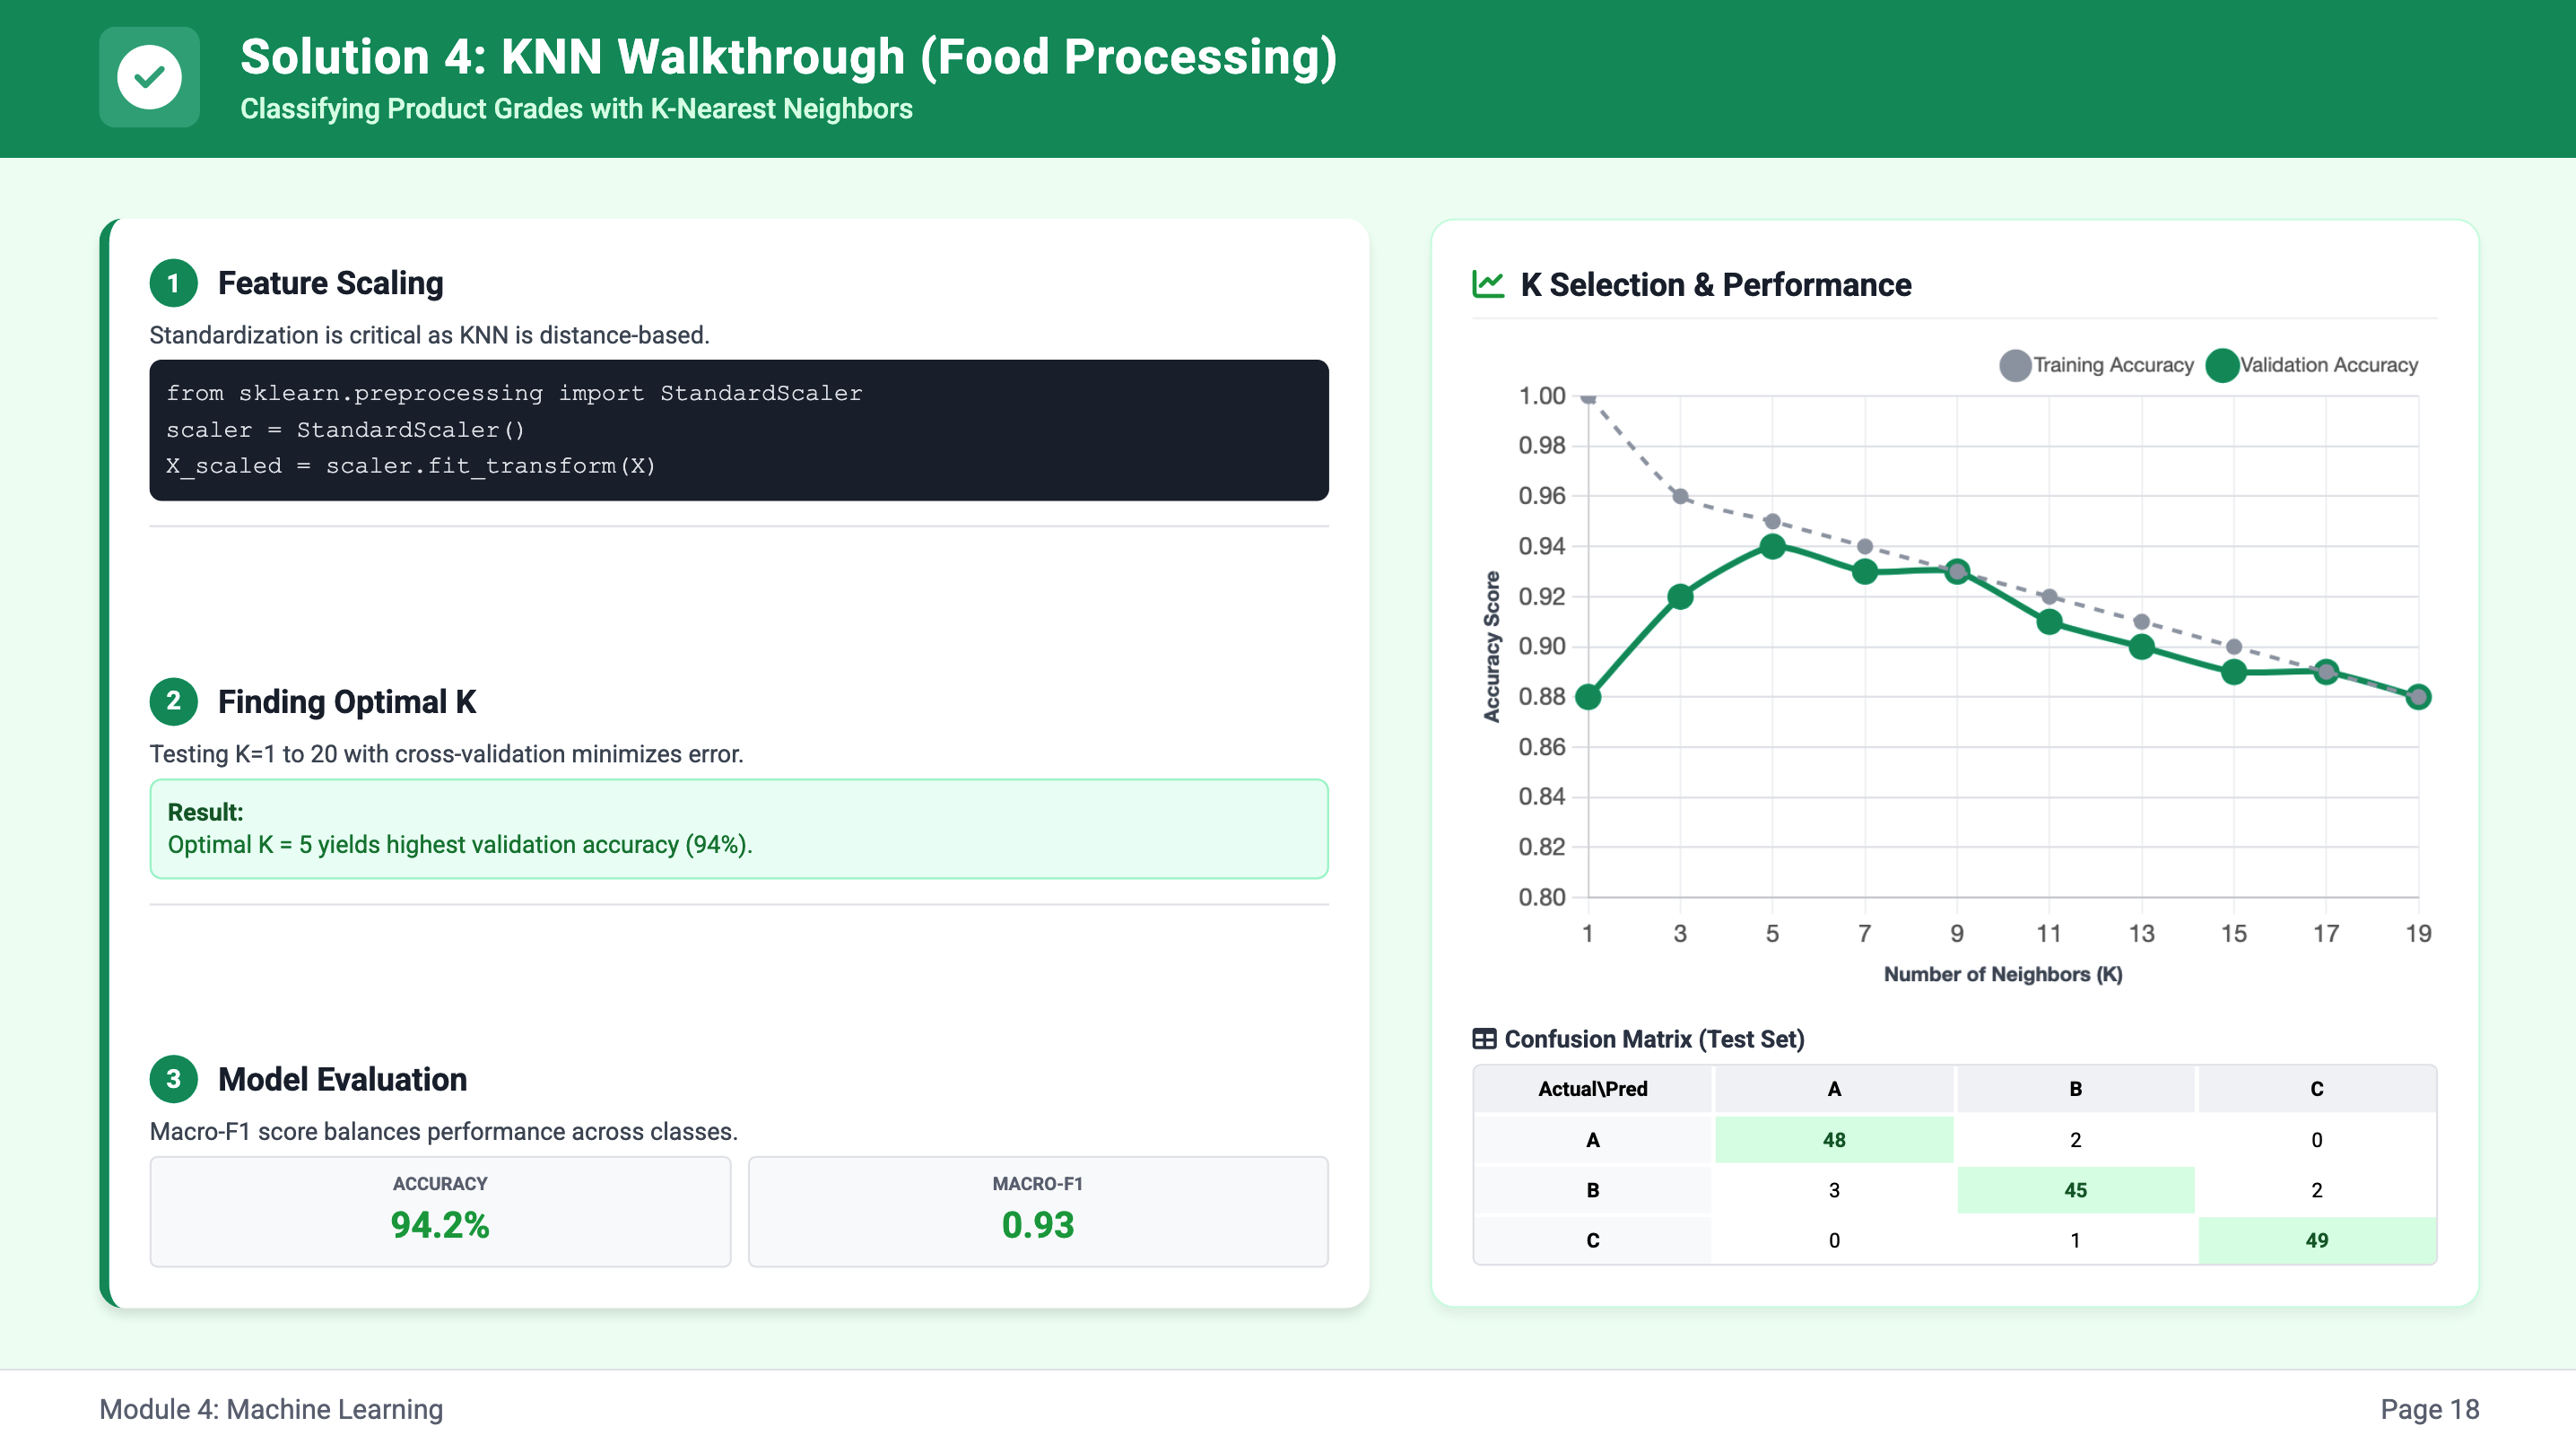 Solution 4: KNN Walkthrough (Food Processing)
Classifying Product Grades with K-Nearest Neighbors
1 Feature Scaling
Standardization is critical as KNN is distance-based.
from sklearn.preprocessing import StandardScaler
scaler = StandardScaler()
X_scaled = scaler.fit_transform(X)
2 Finding Optimal K
Testing K=1 to 20 with cross-validation minimizes error.
Result:
Optimal K = 5 yields highest validation accuracy (94%).
3 Model Evaluation
Macro-F1 score balances performance across classes.
ACCURACY
94.2%
MACRO-F1
0.93
K Selection & Performance
Training Accuracy Validation Accuracy
1.00
0.98
0.96
0.94
0.92
0.90
0.88
0.86
0.84
0.82
0.80
Accuracy Score
1 3 5 7 9 11 13 15 17 19
Number of Neighbors (K)
Confusion Matrix (Test Set)
Actual\Pred A B C
A 48 2 0
B 3 45 2
C 0 1 49
Module 4: Machine Learning
Page 18